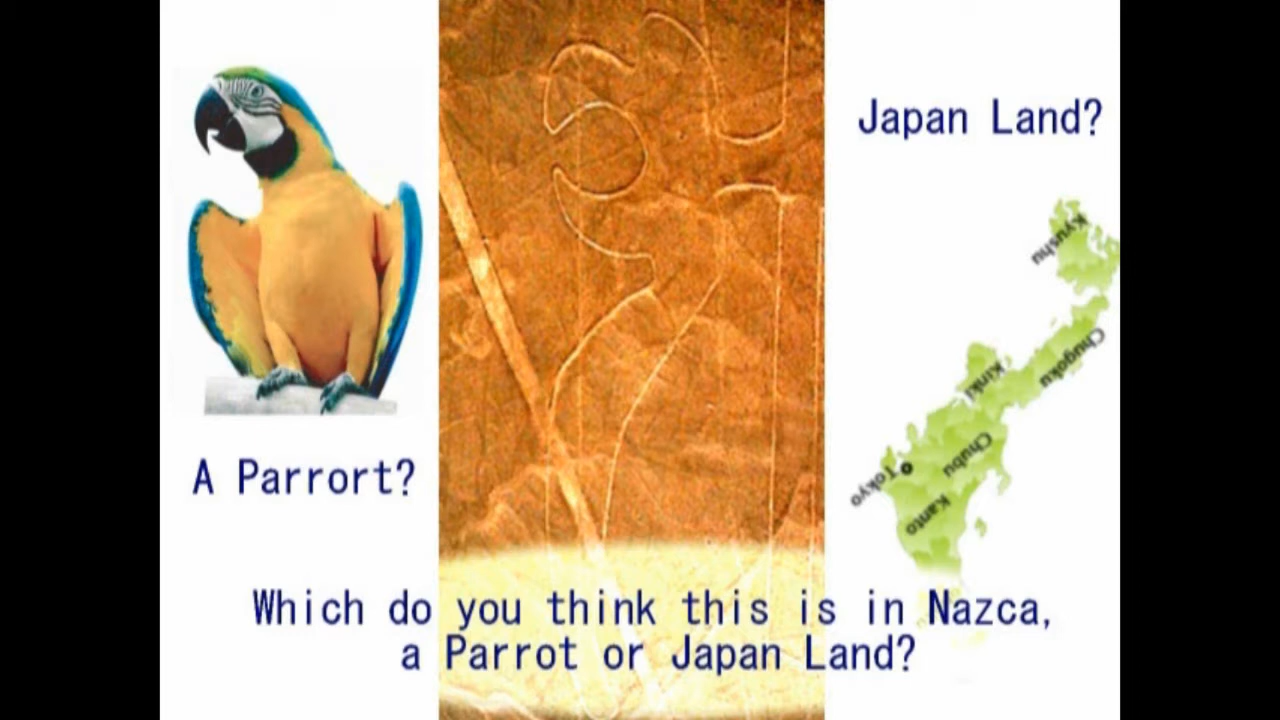 Japan Land?
Kyushu
Chugoku
Kinki
Chubu
Tokyo
Kanto
A Parrort?
Which do you think this is in Nazca,
a Parrot or Japan Land?